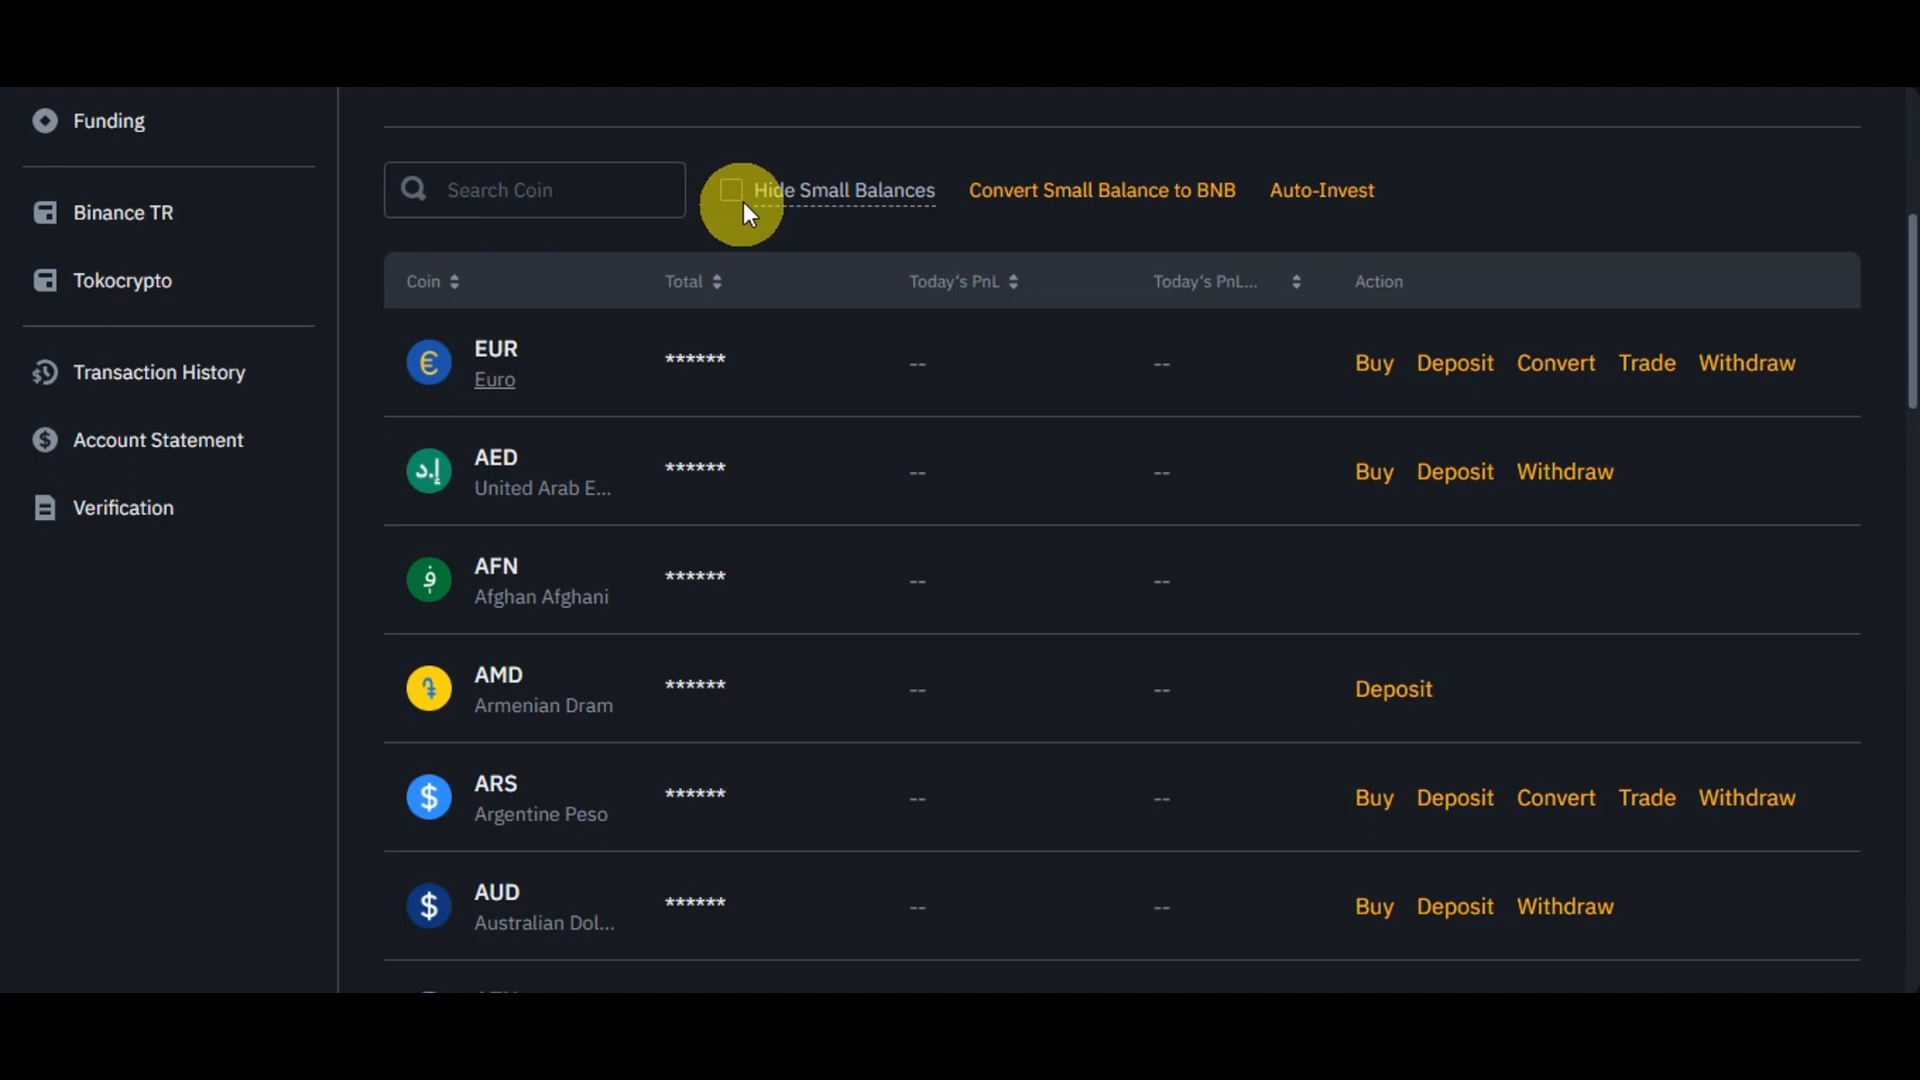 Funding
Binance TR
Tokocrypto
Transaction History
Account Statement
Verification
Search Coin
Hide Small Balances
Convert Small Balance to BNB
Auto-Invest
Coin Total Today's PnL Today's PnL... Action
€ EUR ****** -- -- Buy Deposit Convert Trade Withdraw
Euro
د.إ AED ****** -- -- Buy Deposit Withdraw
United Arab E...
؋ AFN ****** -- --
Afghan Afghani
֏ AMD ****** -- -- Deposit
Armenian Dram
$ ARS ****** -- -- Buy Deposit Convert Trade Withdraw
Argentine Peso
$ AUD ****** -- -- Buy Deposit Withdraw
Australian Dol...